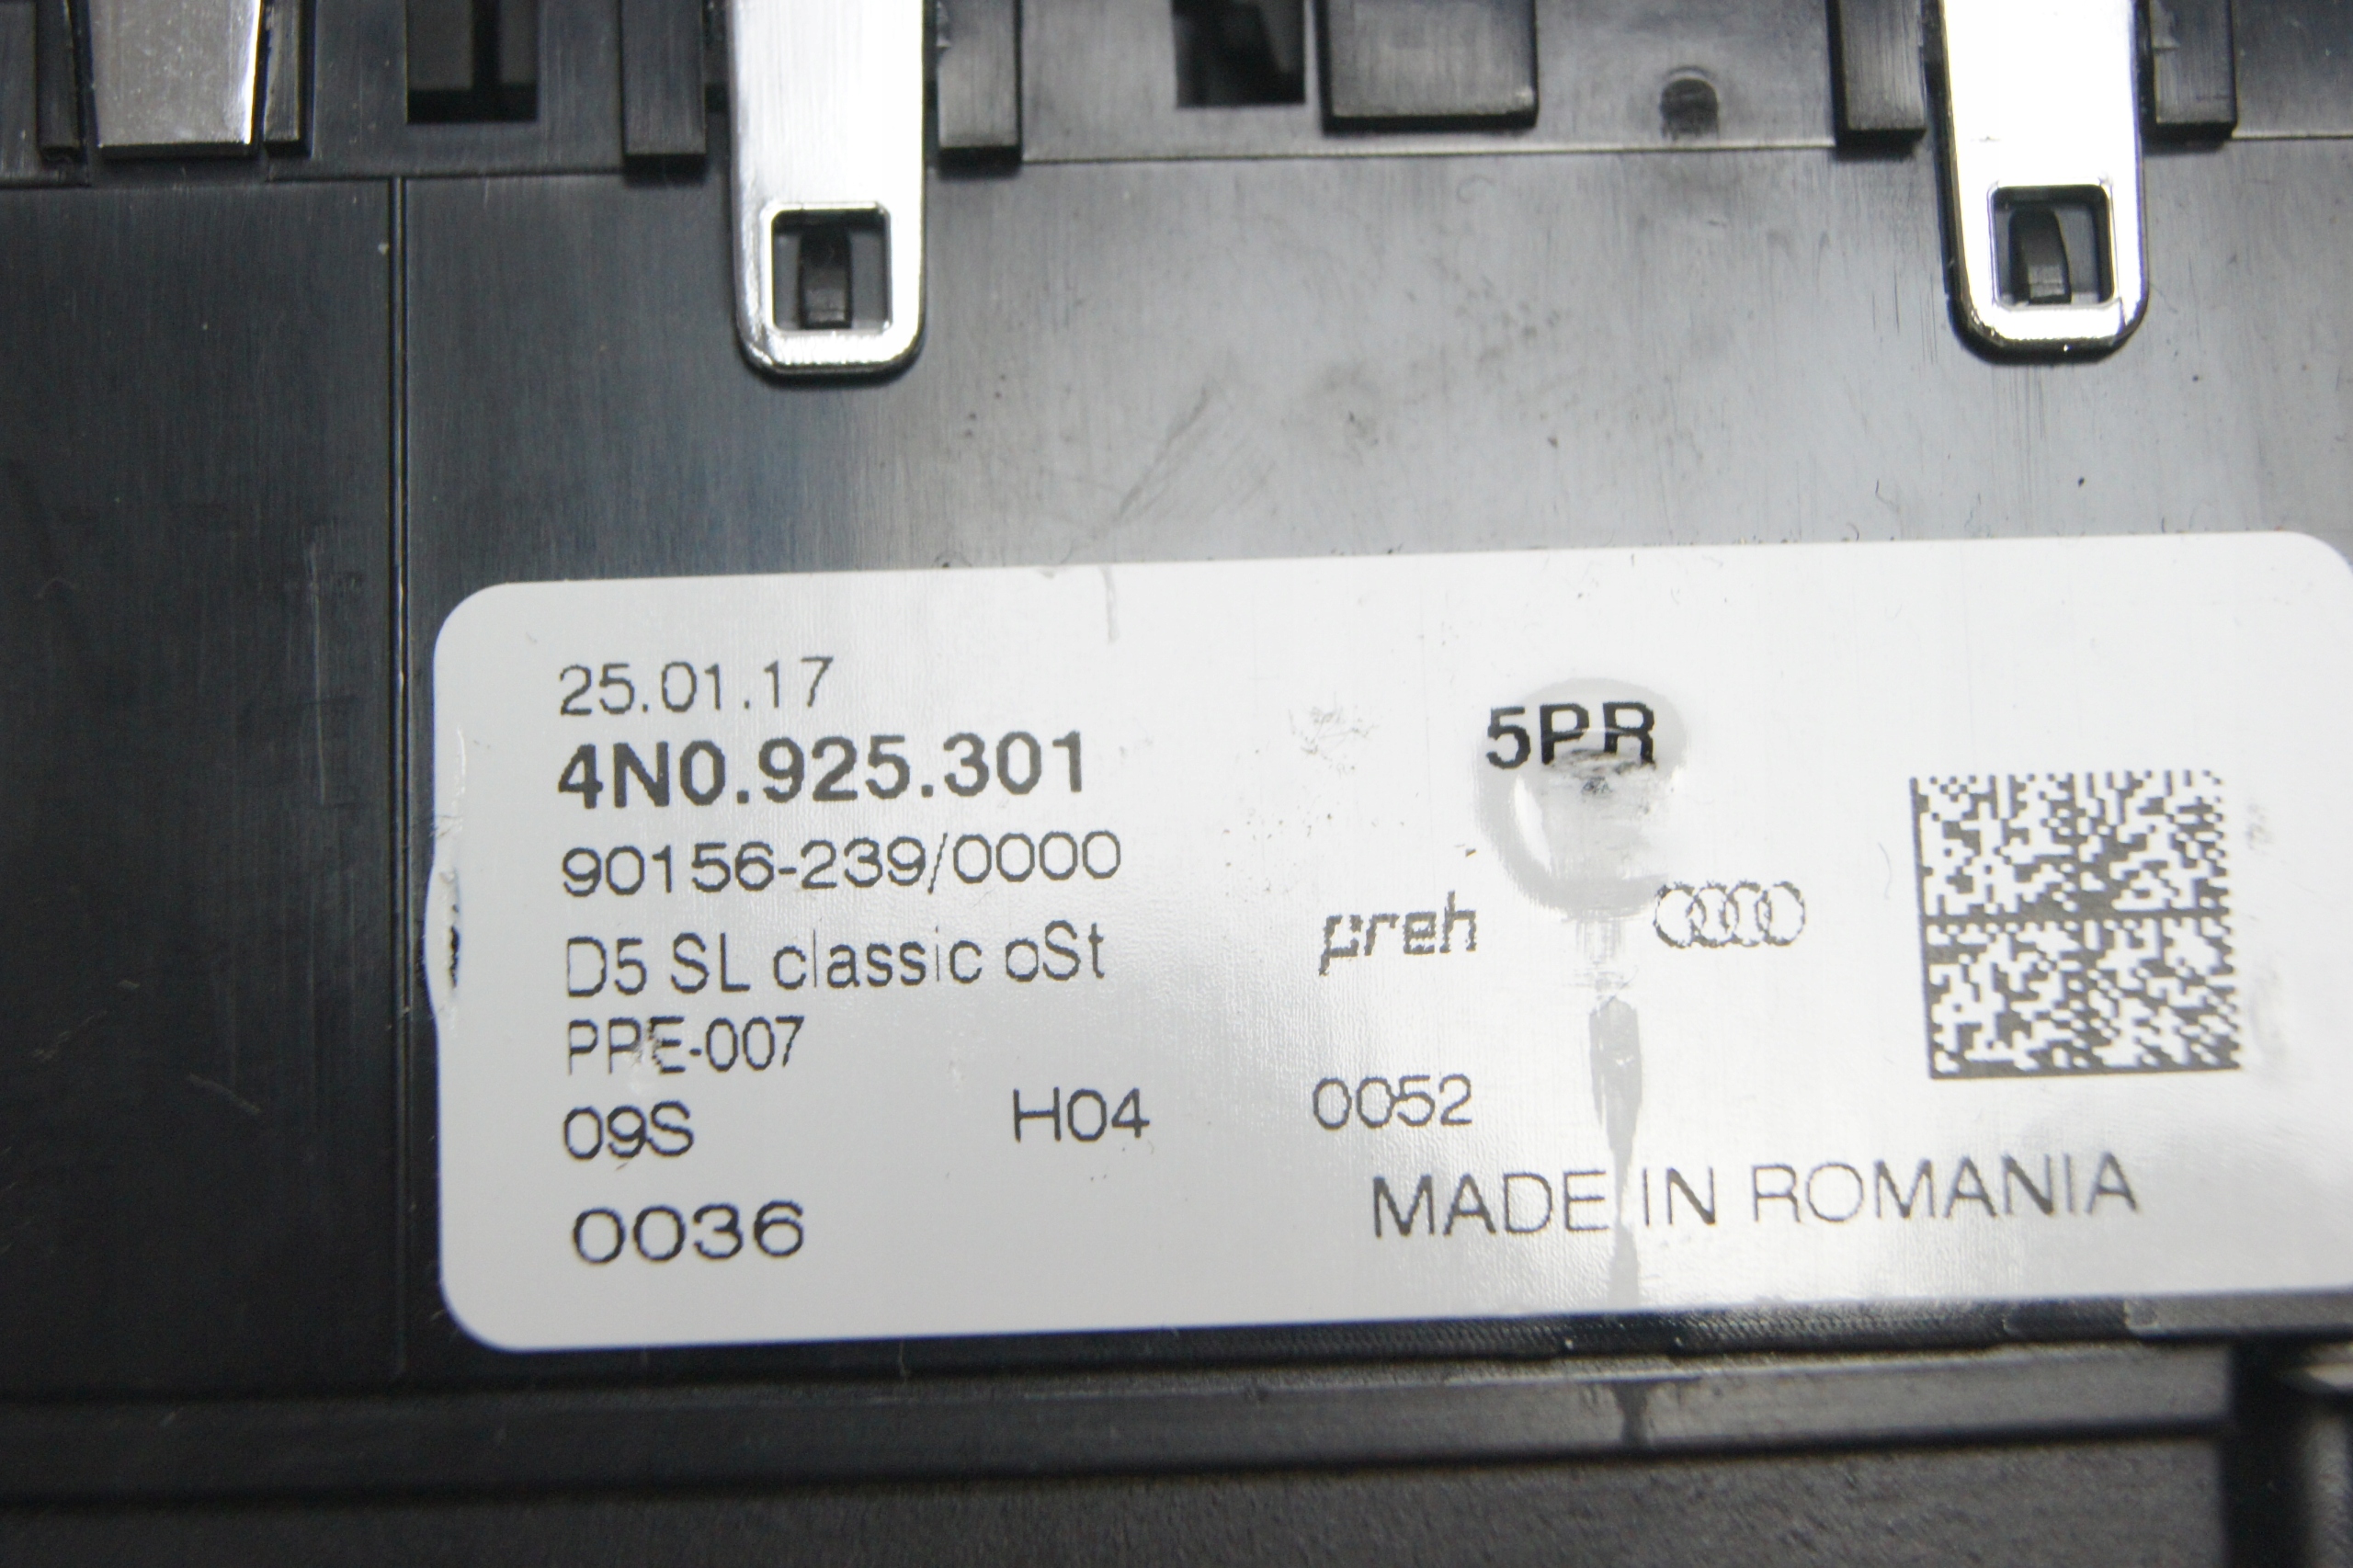 25.01.17
4N0.925.301
5PR
90156-239/0000
D5 SL classic oSt
preh
PPE-007
09S H04 0052
MADE IN ROMANIA
0036